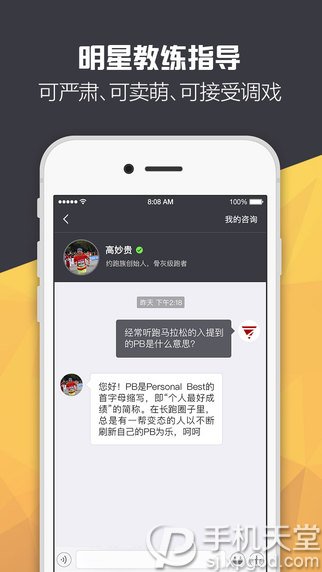 明星教练指导
可严肃、可卖萌、可接受调戏
8:08 AM
100%
我的咨询
高妙贵
约跑族创始人，骨灰级跑者
昨天 下午2:18
经常听跑马拉松的人提到
的PB是什么意思？
您好！PB是Personal Best的
首字母缩写，即“个人最好成
绩”的简称。在长跑圈子里，
总是有一帮变态的人以不断
刷新自己的PB为乐，呵呵
手机天堂
sjxpgod.com